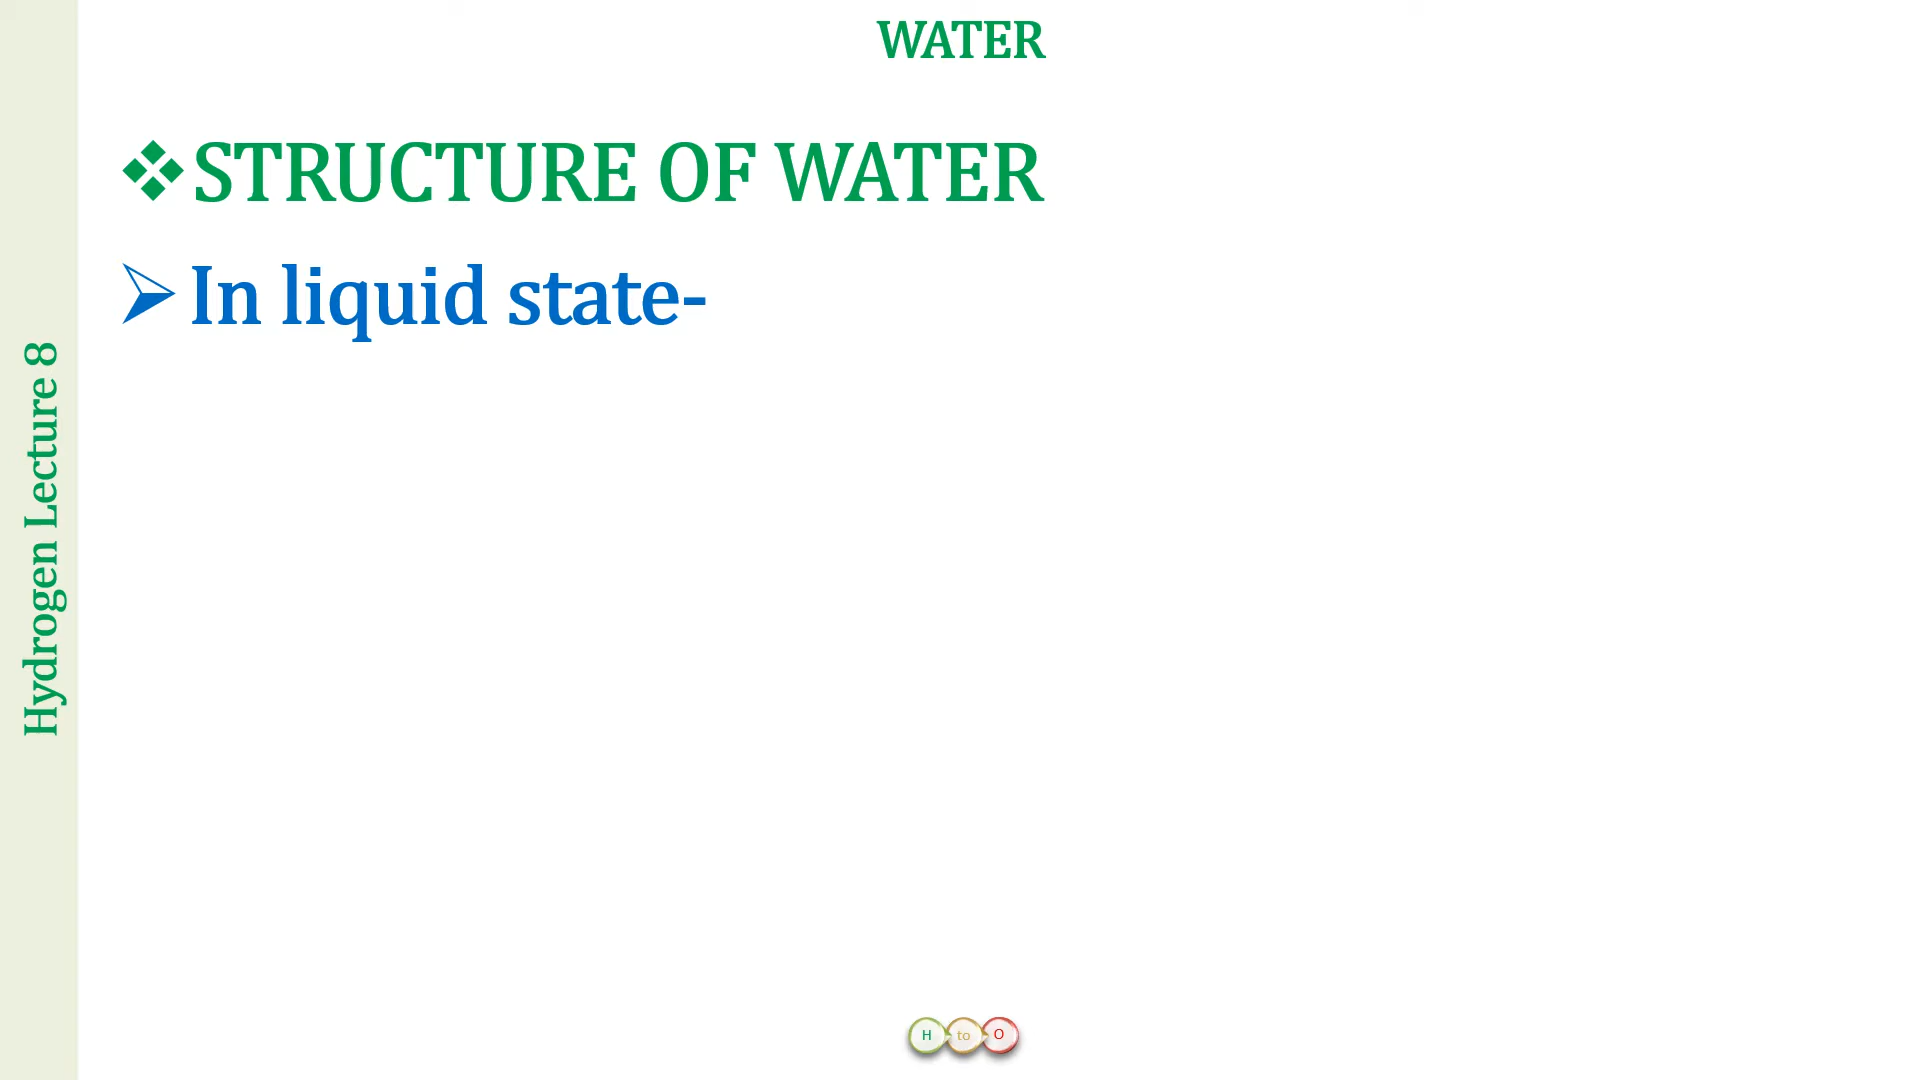 WATER
❖STRUCTURE OF WATER
➢In liquid state-
Hydrogen Lecture 8
H to O